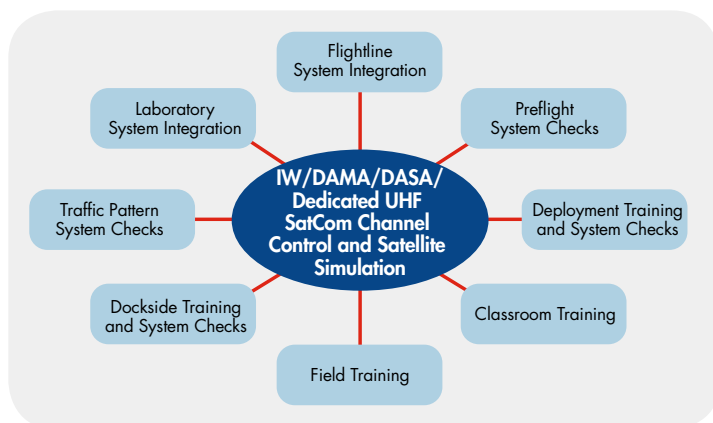 Flightline
System Integration
Laboratory
System Integration
Preflight
System Checks
IW/DAMA/DASA/
Dedicated UHF
SatCom Channel
Control and Satellite
Simulation
Traffic Pattern
System Checks
Deployment Training
and System Checks
Dockside Training
and System Checks
Classroom Training
Field Training